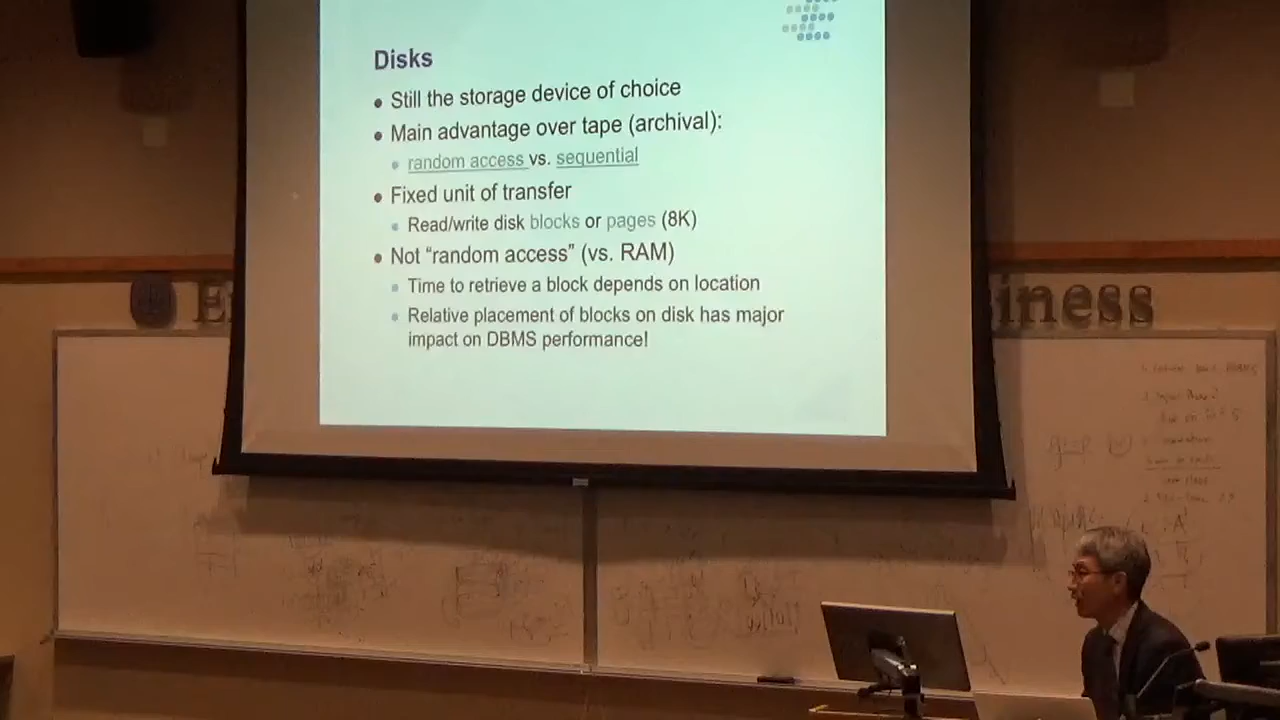 Disks
• Still the storage device of choice
• Main advantage over tape (archival):
• random access vs. sequential
• Fixed unit of transfer
• Read/write disk blocks or pages (8K)
• Not “random access” (vs. RAM)
• Time to retrieve a block depends on location
• Relative placement of blocks on disk has major
impact on DBMS performance!
E
iness